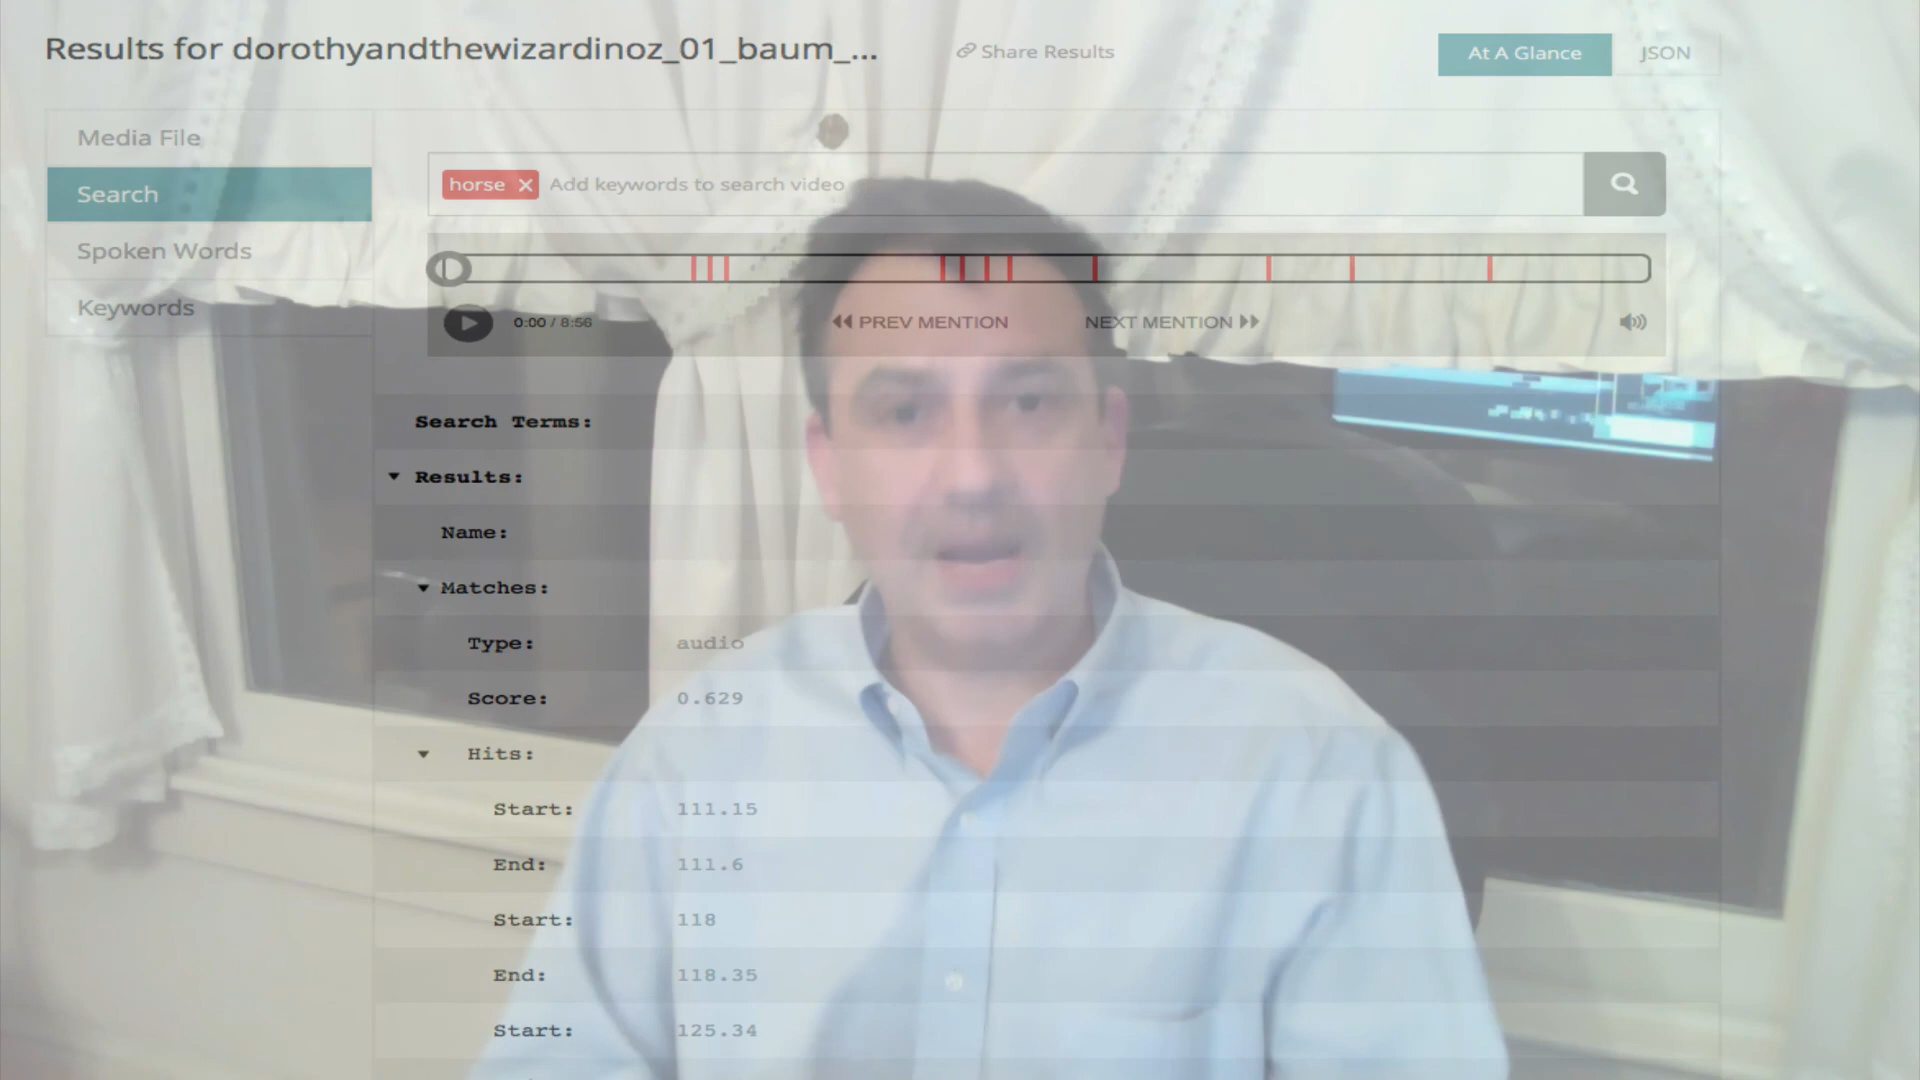 Results for dorothyandthewizardinoz_01_baum_...
Share Results
At A Glance
JSON
Media File
Search
Spoken Words
Keywords
horse ✕ Add keywords to search video
0:00 / 8:56
PREV MENTION
NEXT MENTION
Search Terms:
Results:
Name:
Matches:
Type: audio
Score: 0.629
Hits:
Start: 111.15
End: 111.6
Start: 118
End: 118.35
Start: 125.34